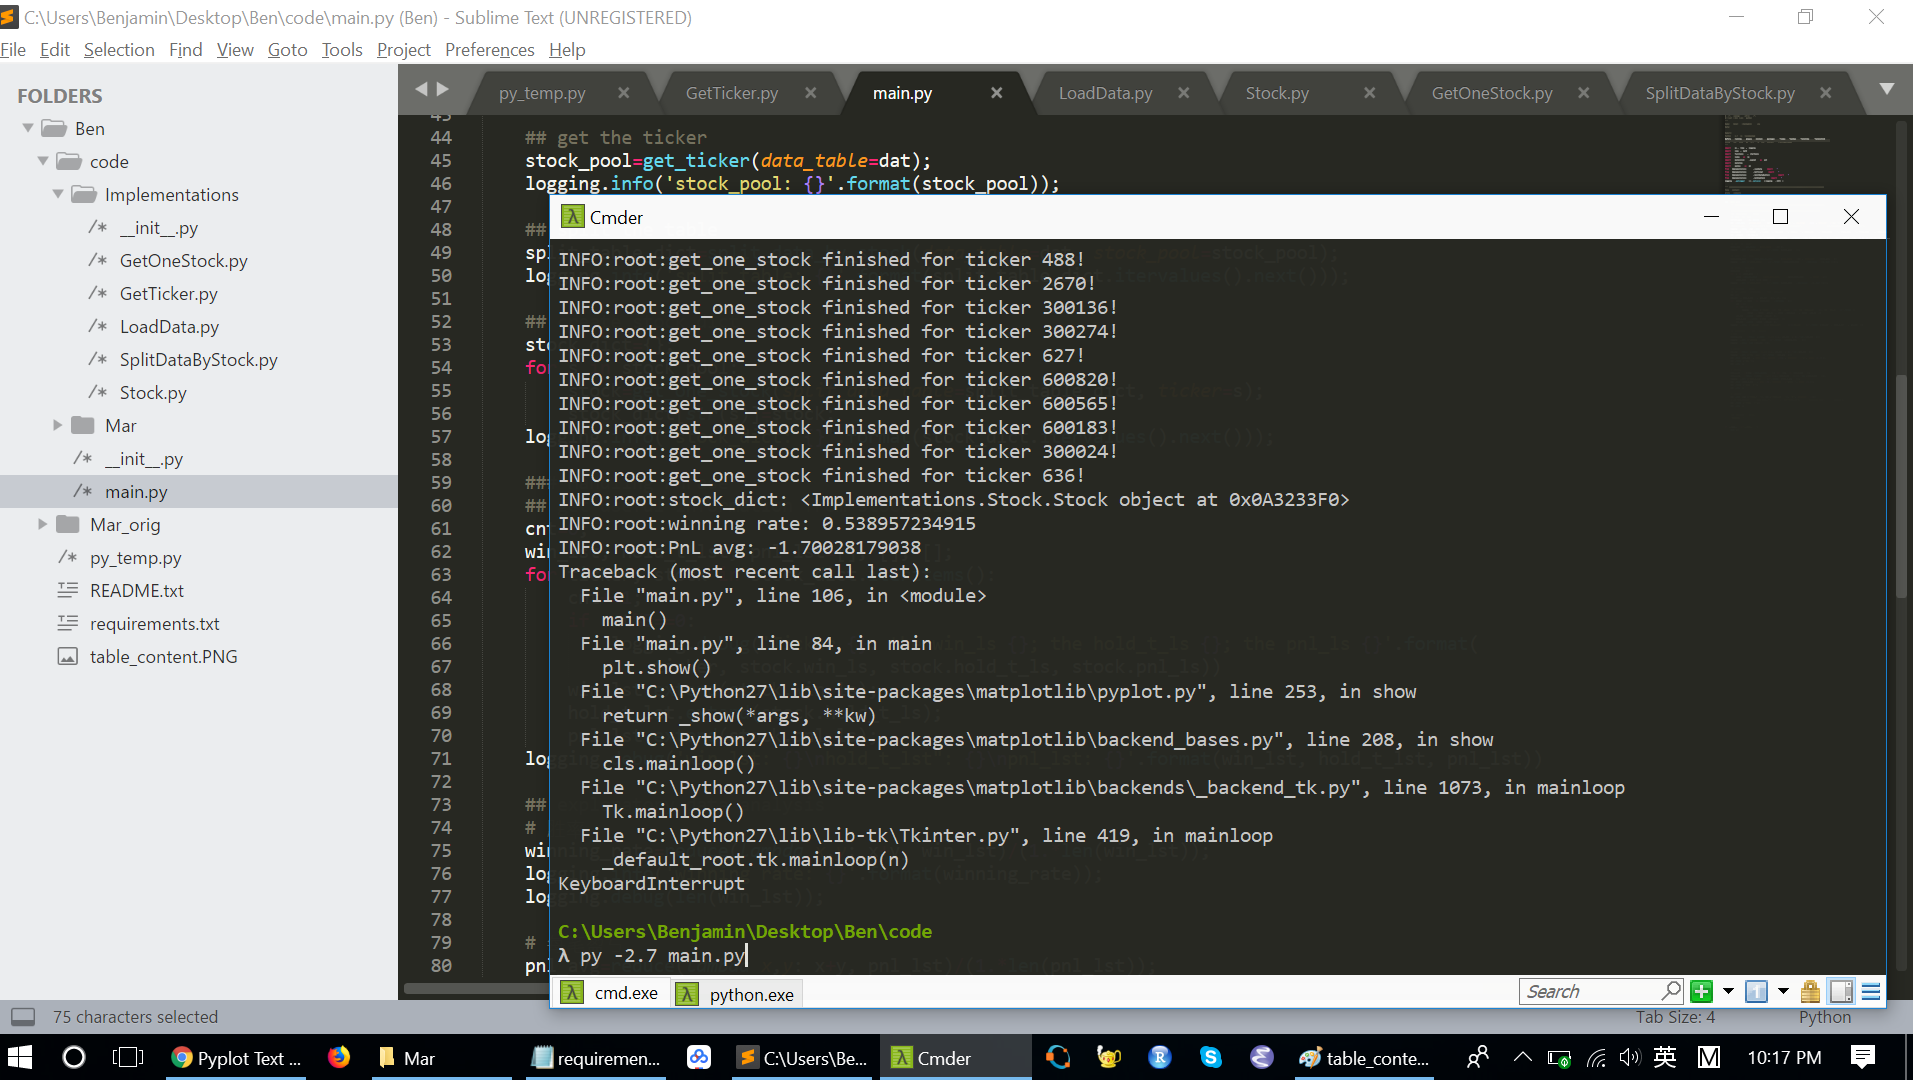 C:\Users\Benjamin\Desktop\Ben\code\main.py (Ben) - Sublime Text (UNREGISTERED)
File Edit Selection Find View Goto Tools Project Preferences Help
FOLDERS
Ben
code
Implementations
/* __init__.py
/* GetOneStock.py
/* GetTicker.py
/* LoadData.py
/* SplitDataByStock.py
/* Stock.py
Mar
/* __init__.py
/* main.py
Mar_orig
/* py_temp.py
README.txt
requirements.txt
table_content.PNG
py_temp.py GetTicker.py main.py LoadData.py Stock.py GetOneStock.py SplitDataByStock.py
43
44 ## get the ticker
45 stock_pool=get_ticker(data_table=dat);
46 logging.info('stock_pool: {}'.format(stock_pool));
47
48 ##
49 spl
50 log
51
52 ##
53 sto
54 for
55
56
57 log
58
59 ###
60 ##
61 cnt
62 win
63 for
64
65
66
67
68
69
70
71 log
72
73 ##
74 #
75 win
76 log
77 log
78
79 #
80 pnl
Cmder
INFO:root:get_one_stock finished for ticker 488!
INFO:root:get_one_stock finished for ticker 2670!
INFO:root:get_one_stock finished for ticker 300136!
INFO:root:get_one_stock finished for ticker 300274!
INFO:root:get_one_stock finished for ticker 627!
INFO:root:get_one_stock finished for ticker 600820!
INFO:root:get_one_stock finished for ticker 600565!
INFO:root:get_one_stock finished for ticker 600183!
INFO:root:get_one_stock finished for ticker 300024!
INFO:root:get_one_stock finished for ticker 636!
INFO:root:stock_dict: <Implementations.Stock.Stock object at 0x0A3233F0>
INFO:root:winning rate: 0.538957234915
INFO:root:PnL avg: -1.70028179038
Traceback (most recent call last):
File "main.py", line 106, in <module>
main()
File "main.py", line 84, in main
plt.show()
File "C:\Python27\lib\site-packages\matplotlib\pyplot.py", line 253, in show
return _show(*args, **kw)
File "C:\Python27\lib\site-packages\matplotlib\backend_bases.py", line 208, in show
cls.mainloop()
File "C:\Python27\lib\site-packages\matplotlib\backends\_backend_tk.py", line 1073, in mainloop
Tk.mainloop()
File "C:\Python27\lib\lib-tk\Tkinter.py", line 419, in mainloop
_default_root.tk.mainloop(n)
KeyboardInterrupt
C:\Users\Benjamin\Desktop\Ben\code
λ py -2.7 main.py
cmd.exe python.exe Search
75 characters selected Tab Size: 4 Python
Pyplot Text ... Mar requiremen... C:\Users\Be... Cmder table_conte... 英 M 10:17 PM